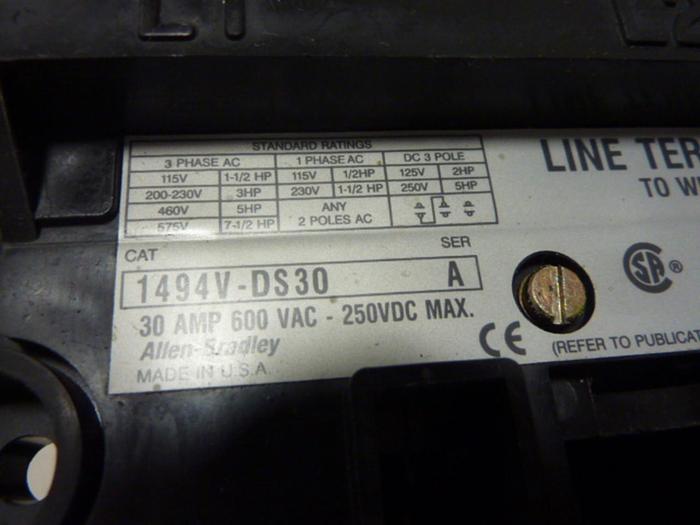 L1
STANDARD RATINGS
3 PHASE AC 1 PHASE AC DC 3 POLE
115V 1-1/2 HP 115V 1/2HP 125V 2HP
200-230V 3HP 230V 1-1/2 HP 250V 5HP
460V 5HP ANY
575V 7-1/2 HP 2 POLES AC
LINE TER
TO WI
CAT SER
1494V-DS30 A
30 AMP 600 VAC - 250VDC MAX.
Allen-Bradley
MADE IN U.S.A
CE
SA ®
(REFER TO PUBLICAT